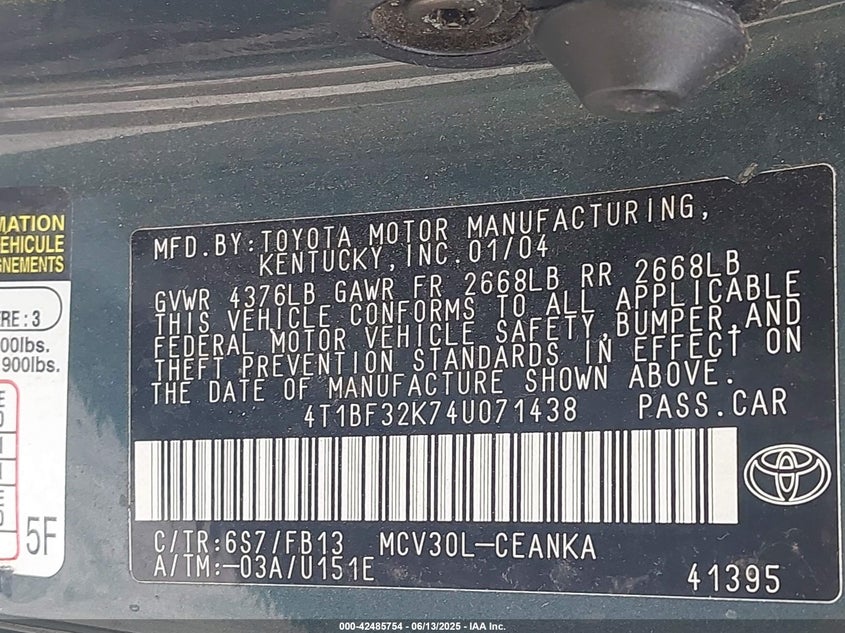 MATION
EHICULE
GNEMENTS
RE : 3
00lbs.
900lbs.
5F
MFD.BY:TOYOTA MOTOR MANUFACTURING,
KENTUCKY,INC.01/04
GVWR 4376LB GAWR FR 2668LB RR 2668LB
THIS VEHICLE CONFORMS TO ALL APPLICABLE
FEDERAL MOTOR VEHICLE SAFETY,BUMPER,AND
THEFT PREVENTION STANDARDS IN EFFECT ON
THE DATE OF MANUFACTURE SHOWN ABOVE.
4T1BF32K74U071438 PASS.CAR
C/TR:6S7/FB13 MCV30L-CEANKA
A/TM:-03A/U151E
41395
000-42485754 - 06/13/2025 - IAA Inc.